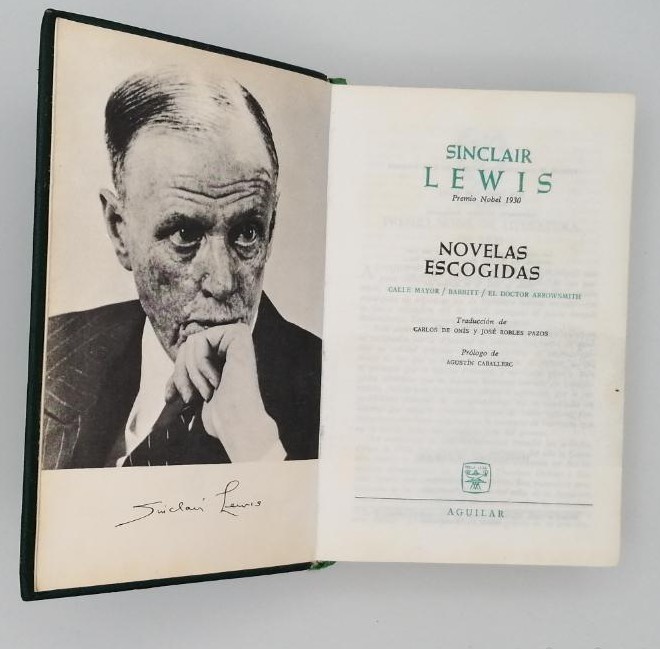 Sinclair Lewis
SINCLAIR
LEWIS
Premio Nobel 1930
NOVELAS
ESCOGIDAS
CALLE MAYOR / BABBITT / EL DOCTOR ARROWSMITH
Traducción de
CARLOS DE ONÍS Y JOSÉ ROBLES PAZOS
Prólogo de
AGUSTÍN CABALLERO
AGUILAR